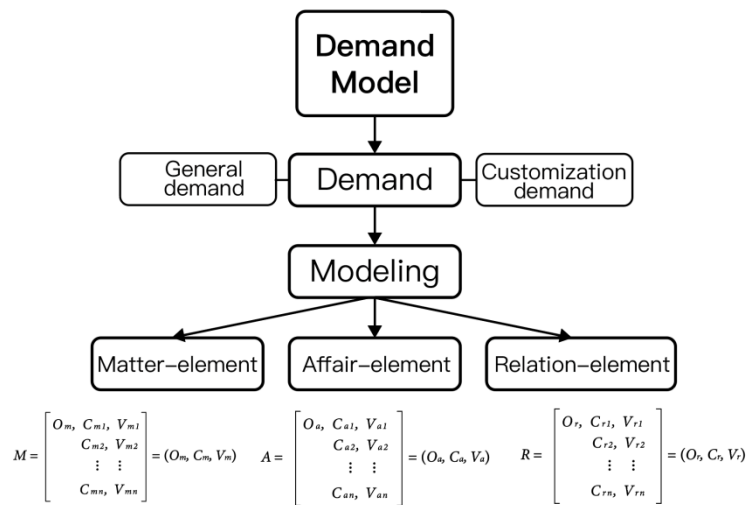 Demand
Model
General
demand
Demand
Customization
demand
Modeling
Matter-element
Affair-element
Relation-element
M = [ Om, Cm1, Vm1
Cm2, Vm2
⋮ ⋮
Cmn, Vmn ] = (Om, Cm, Vm)
A = [ Oa, Ca1, Va1
Ca2, Va2
⋮ ⋮
Can, Van ] = (Oa, Ca, Va)
R = [ Or, Cr1, Vr1
Cr2, Vr2
⋮ ⋮
Crn, Vrn ] = (Or, Cr, Vr)